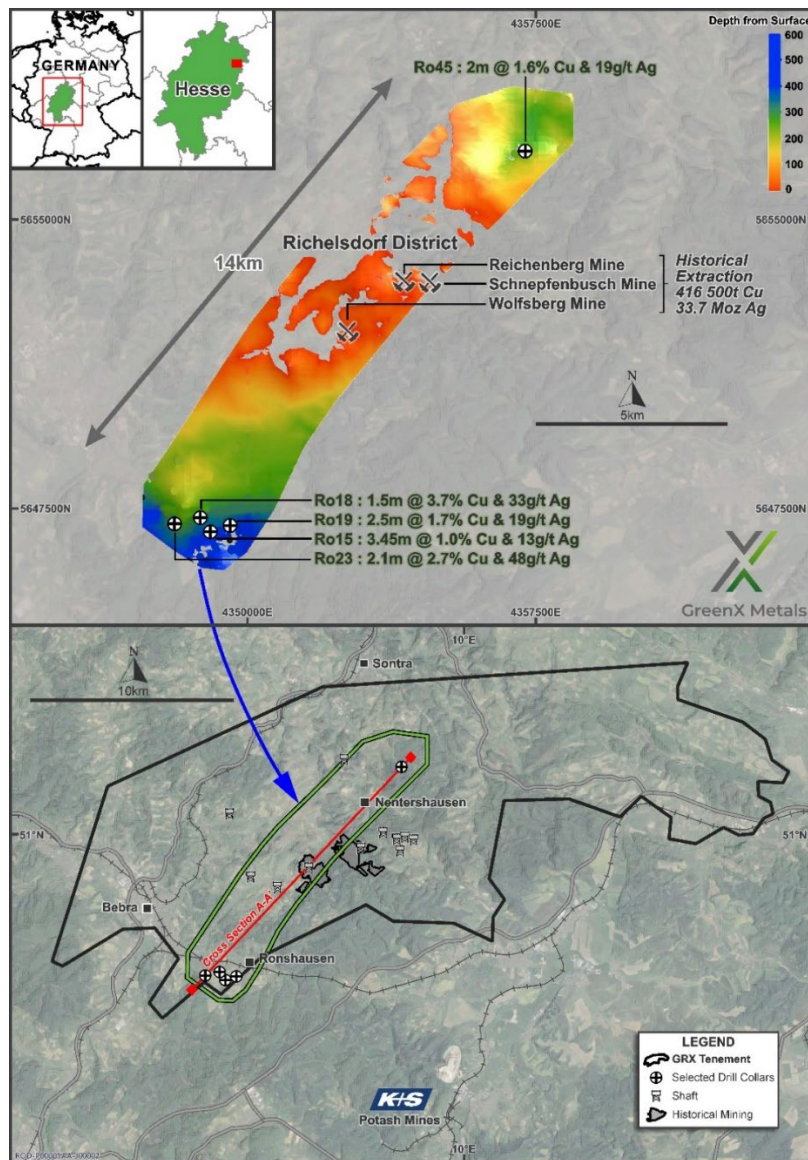 GERMANY
Hesse
4357500
Depth from Surface
600
500
400
300
200
100
0
Ro45 : 2m @ 1.6% Cu & 19g/t Ag
5655000N
5655000N
14km
Richelsdorf District
Reichenberg Mine
Schnepfenbusch Mine
Wolfsberg Mine
Historical
Extraction
416 500t Cu
33.7 Moz Ag
N
5km
5647500N
5647500N
Ro18 : 1.5m @ 3.7% Cu & 33g/t Ag
Ro19 : 2.5m @ 1.7% Cu & 19g/t Ag
Ro15 : 3.45m @ 1.0% Cu & 13g/t Ag
Ro23 : 2.1m @ 2.7% Cu & 48g/t Ag
GreenX Metals
4350000
4357500
10°E
N
10km
Sontra
Nentershausen
51°N
51°N
Bebra
Cross Section A-A'
Ronshausen
K+S
Potash Mines
LEGEND
GRX Tenement
Selected Drill Collars
Shaft
Historical Mining
10°E